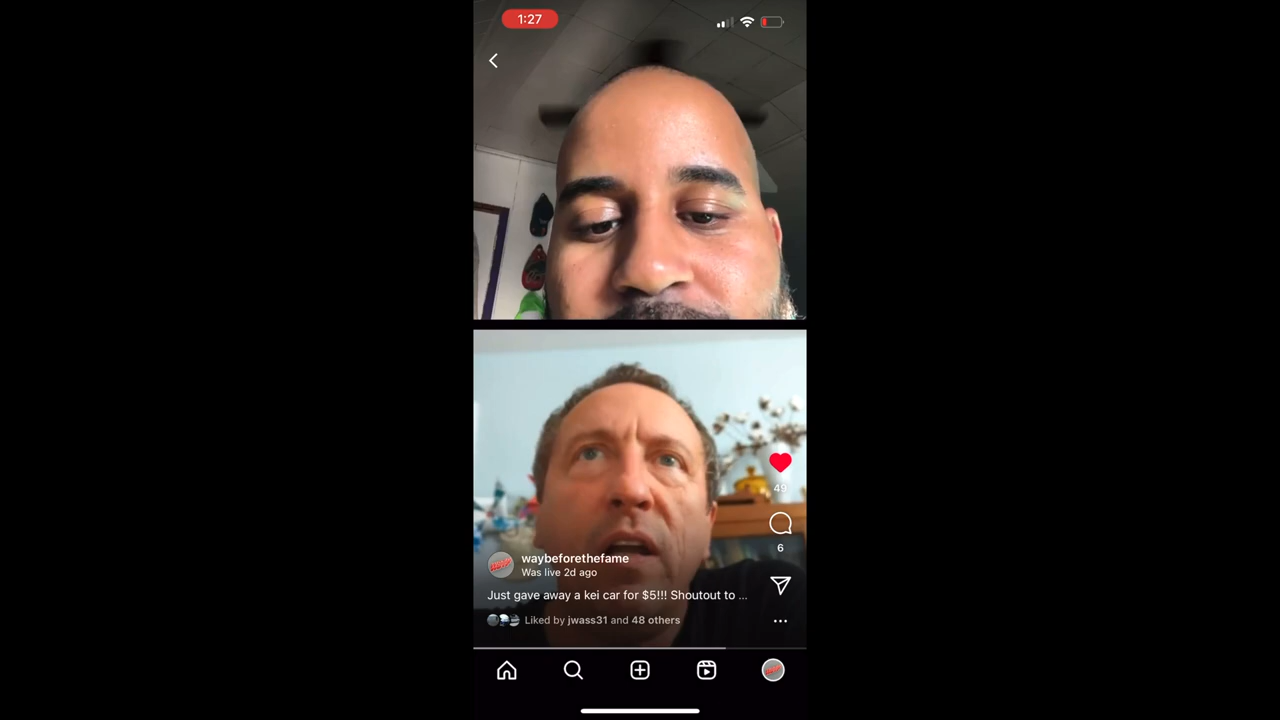 1:27
49
6
waybeforethefame
Was live 2d ago
Just gave away a kei car for $5!!! Shoutout to ...
Liked by jwass31 and 48 others